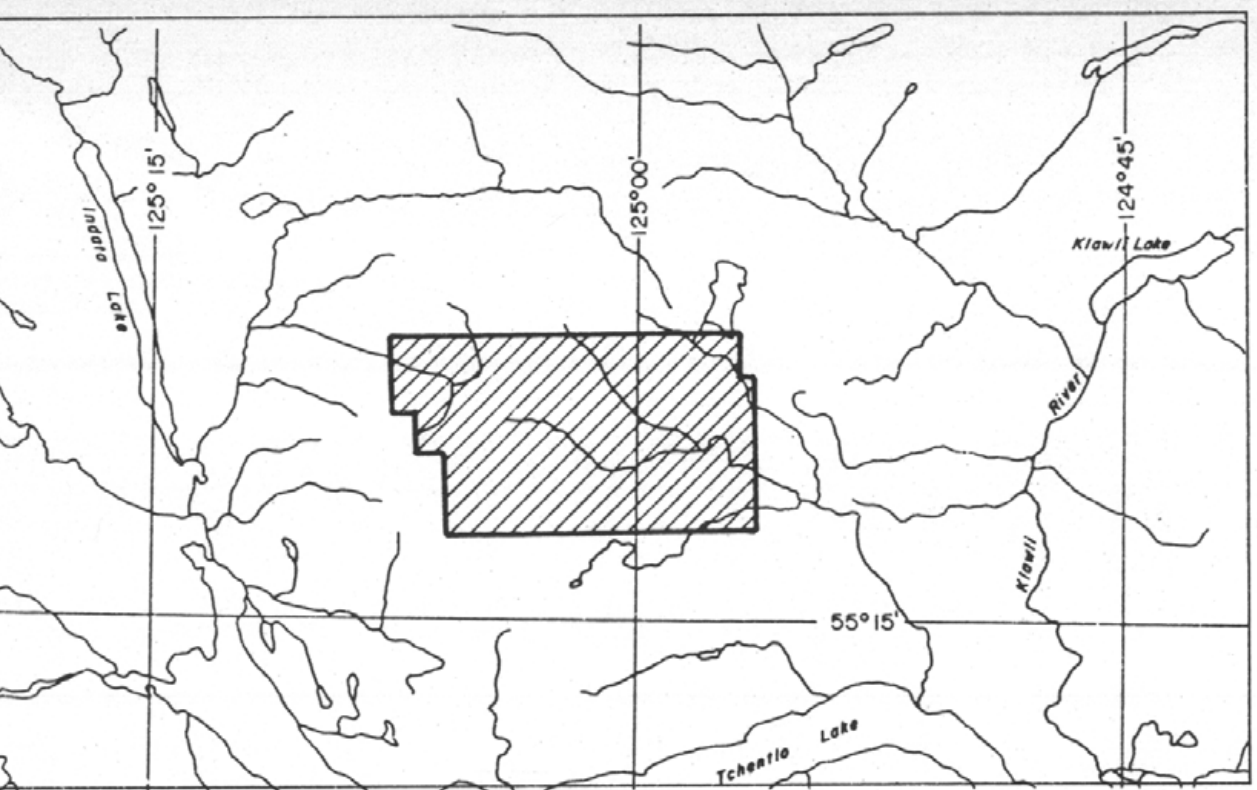 125° 15'
125°00'
124°45'
Indata Lake
Klawli Lake
River
Klawli
55°15'
Tchentlo Lake